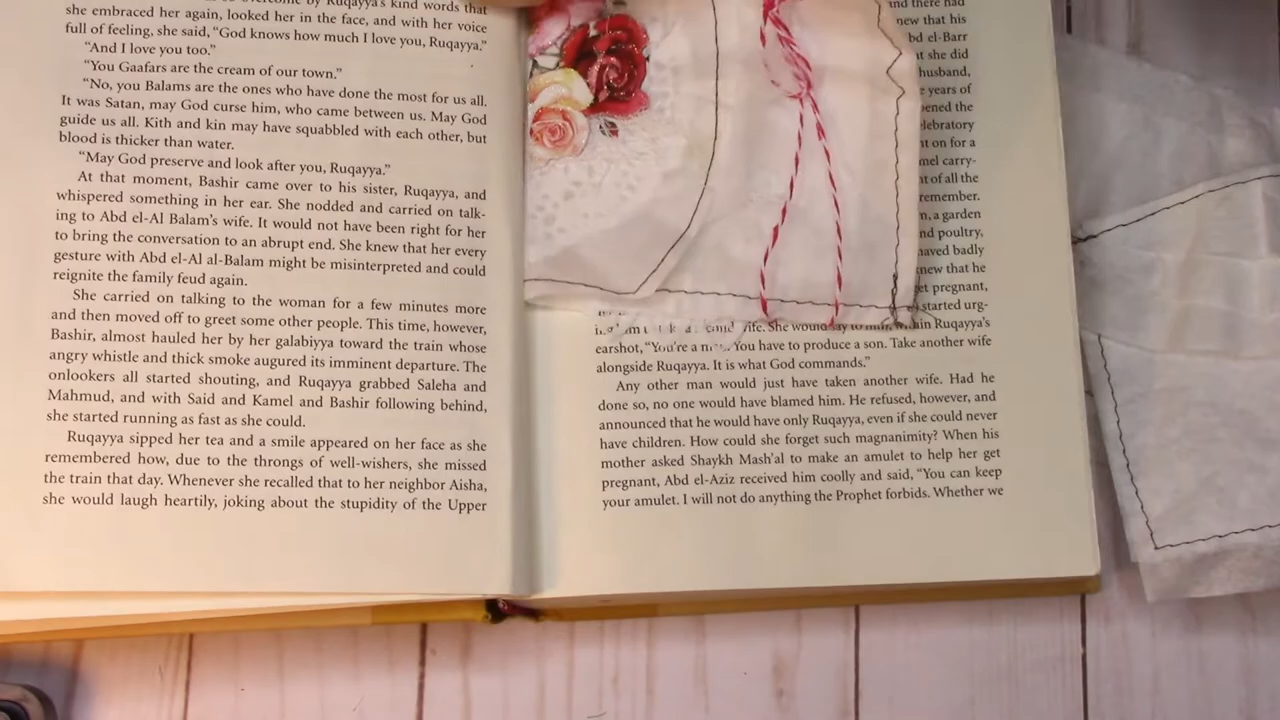 by Ruqayya's kind words that
she embraced her again, looked her in the face, and with her voice
full of feeling, she said, "God knows how much I love you, Ruqayya."
"And I love you too."
"You Gaafars are the cream of our town."
"No, you Balams are the ones who have done the most for us all.
It was Satan, may God curse him, who came between us. May God
guide us all. Kith and kin may have squabbled with each other, but
blood is thicker than water.
"May God preserve and look after you, Ruqayya."
At that moment, Bashir came over to his sister, Ruqayya, and
whispered something in her ear. She nodded and carried on talk-
ing to Abd el-Al Balam's wife. It would not have been right for her
to bring the conversation to an abrupt end. She knew that her every
gesture with Abd el-Al al-Balam might be misinterpreted and could
reignite the family feud again.
She carried on talking to the woman for a few minutes more
and then moved off to greet some other people. This time, however,
Bashir, almost hauled her by her galabiyya toward the train whose
angry whistle and thick smoke augured its imminent departure. The
onlookers all started shouting, and Ruqayya grabbed Saleha and
Mahmud, and with Said and Kamel and Bashir following behind,
she started running as fast as she could.
Ruqayya sipped her tea and a smile appeared on her face as she
remembered how, due to the throngs of well-wishers, she missed
the train that day. Whenever she recalled that to her neighbor Aisha,
she would laugh heartily, joking about the stupidity of the Upper
and there had
new that his
bd el-Barr
she did
husband,
years of
ened the
lebratory
on for a
mel carry-
of all the
remember.
a garden
nd poultry,
haved badly
new that he
pregnant,
started urg-
wife. She would say to him, within Ruqayya's
earshot, "You're a You have to produce a son. Take another wife
alongside Ruqayya. It is what God commands."
Any other man would just have taken another wife. Had he
done so, no one would have blamed him. He refused, however, and
announced that he would have only Ruqayya, even if she could never
have children. How could she forget such magnanimity? When his
mother asked Shaykh Mash'al to make an amulet to help her get
pregnant, Abd el-Aziz received him coolly and said, "You can keep
your amulet. I will not do anything the Prophet forbids. Whether we